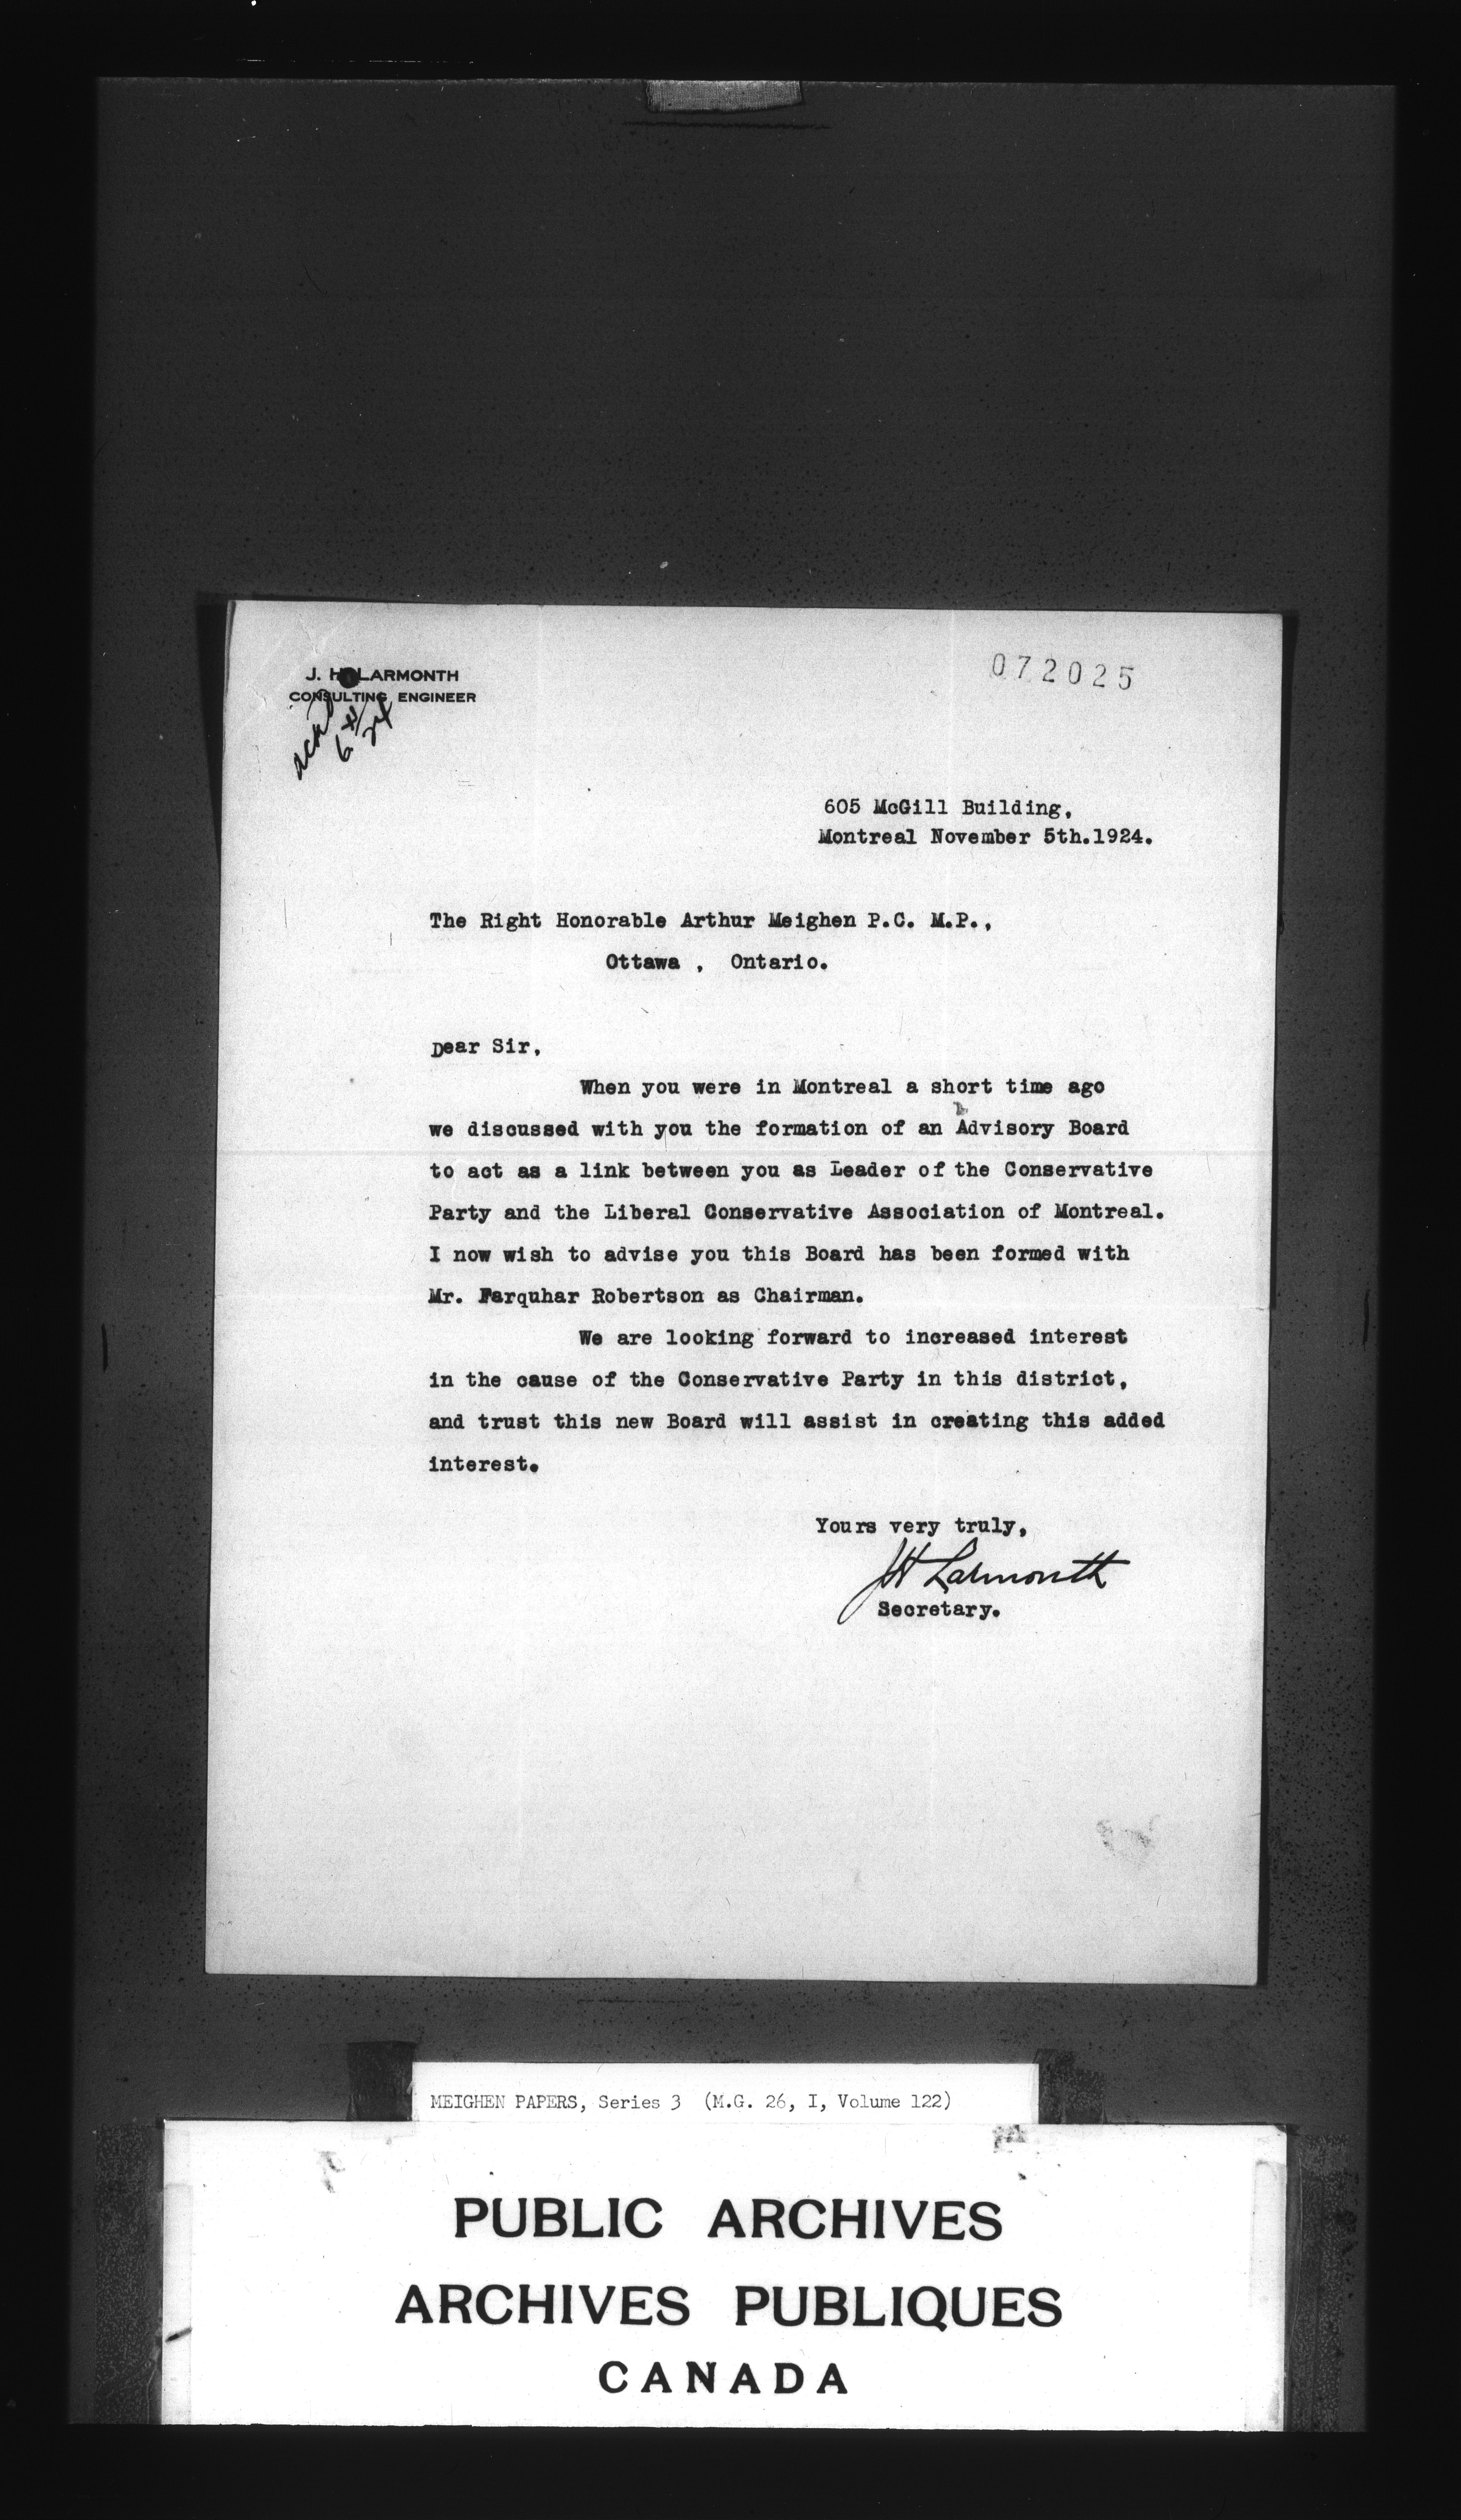 072025
J. H. LARMONTH
CONSULTING ENGINEER
ackd
6/XI/24
605 McGill Building,
Montreal November 5th.1924.
The Right Honorable Arthur Meighen P.C. M.P.,
Ottawa , Ontario.
Dear Sir,
When you were in Montreal a short time ago
we discussed with you the formation of an Advisory Board
to act as a link between you as Leader of the Conservative
Party and the Liberal Conservative Association of Montreal.
I now wish to advise you this Board has been formed with
Mr. Farquhar Robertson as Chairman.
We are looking forward to increased interest
in the cause of the Conservative Party in this district,
and trust this new Board will assist in creating this added
interest.
Yours very truly,
JH Larmonth
Secretary.
MEIGHEN PAPERS, Series 3 (M.G. 26, I, Volume 122)
PUBLIC ARCHIVES
ARCHIVES PUBLIQUES
CANADA